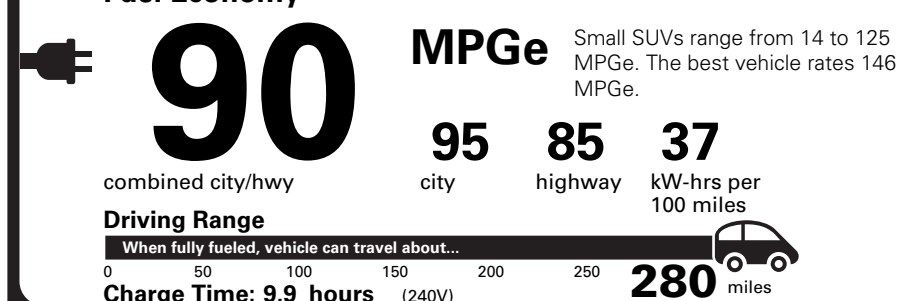 Fuel Economy
90
MPGe
Small SUVs range from 14 to 125
MPGe. The best vehicle rates 146
MPGe.
95 85 37
combined city/hwy city highway kW-hrs per
100 miles
Driving Range
When fully fueled, vehicle can travel about...
0 50 100 150 200 250 280 miles
Charge Time: 9.9 hours (240V)